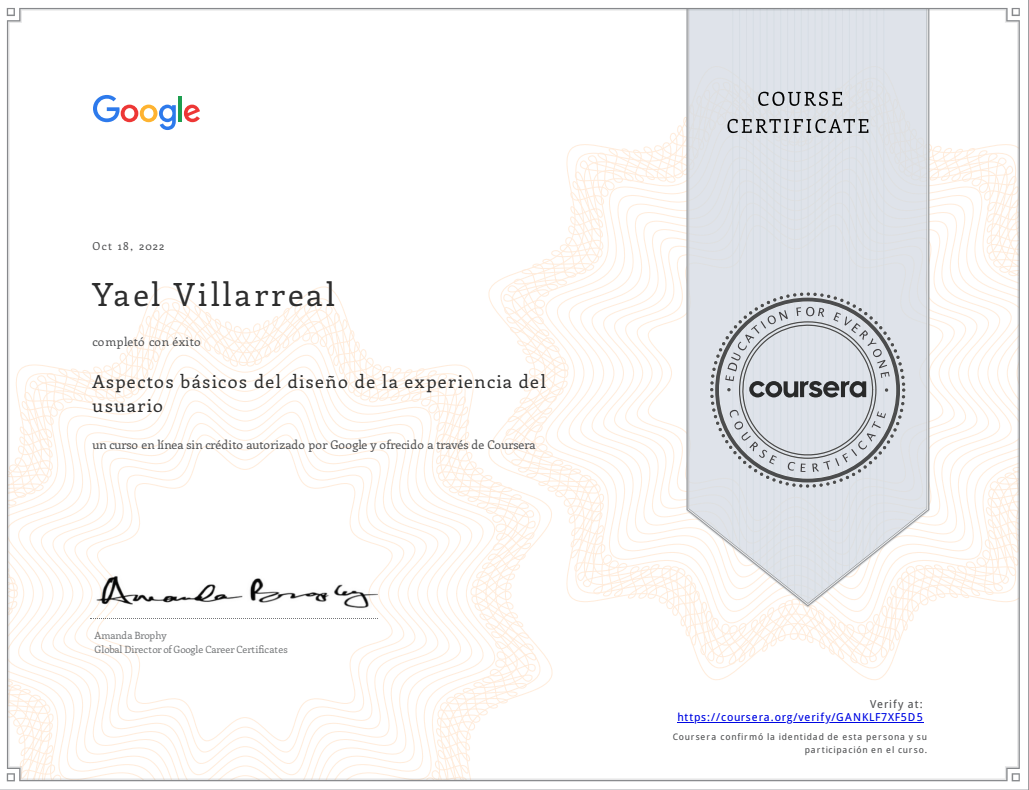 Google
COURSE
CERTIFICATE
Oct 18, 2022
Yael Villarreal
completó con éxito
Aspectos básicos del diseño de la experiencia del
usuario
un curso en línea sin crédito autorizado por Google y ofrecido a través de Coursera
EDUCATION FOR EVERYONE
coursera
COURSE CERTIFICATE
Amanda Brophy
Amanda Brophy
Global Director of Google Career Certificates
Verify at:
https://coursera.org/verify/GANKLF7XF5D5
Coursera confirmó la identidad de esta persona y su
participación en el curso.